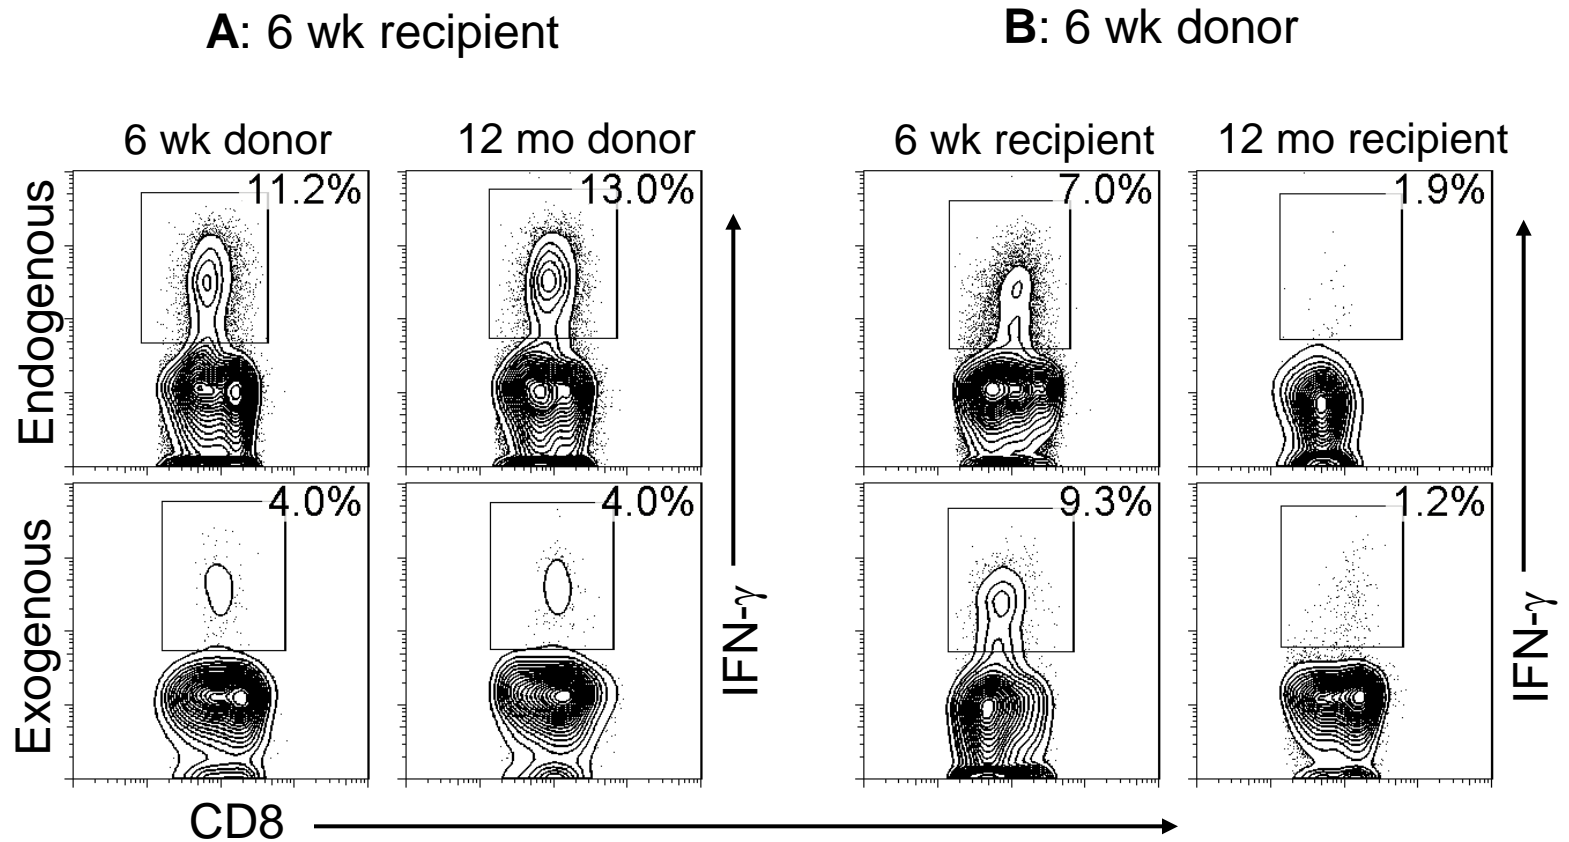 A: 6 wk recipient
B: 6 wk donor
6 wk donor
12 mo donor
6 wk recipient
12 mo recipient
Endogenous
11.2%
13.0%
7.0%
1.9%
Exogenous
4.0%
4.0%
9.3%
1.2%
IFN-γ
IFN-γ
CD8